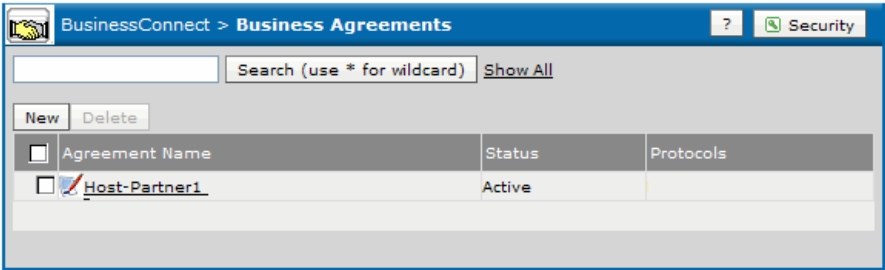 BusinessConnect > Business Agreements ? Security
Search (use * for wildcard) Show All
New Delete
Agreement Name Status Protocols
Host-Partner1 Active